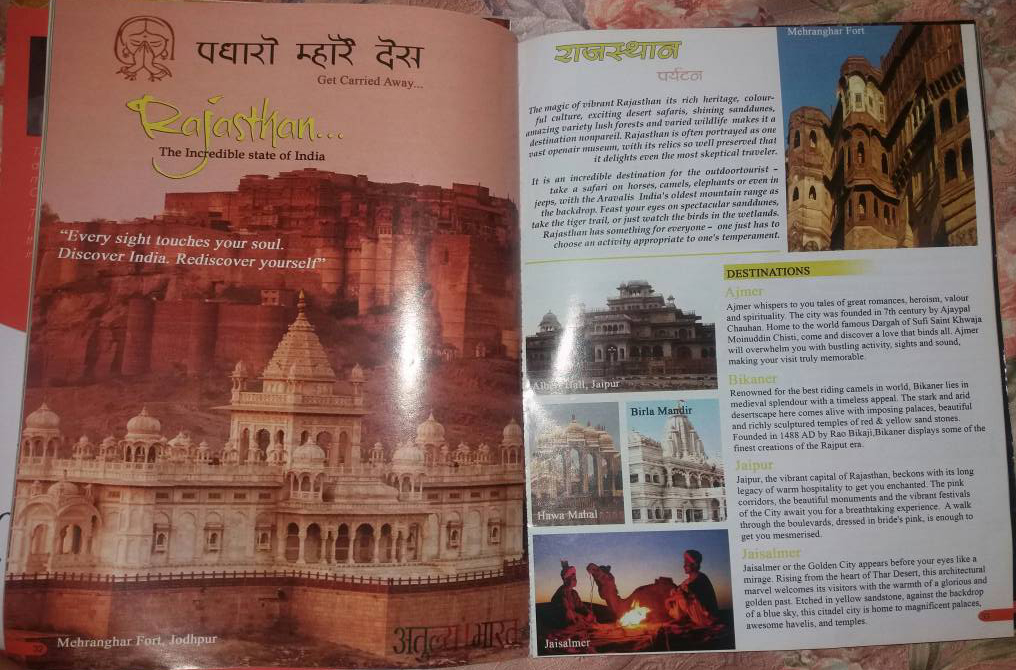 पधारो म्हाँरे देस
Get Carried Away...
Rajasthan...
The Incredible state of India
“Every sight touches your soul.
Discover India. Rediscover yourself”
Mehranghar Fort, Jodhpur
अतुल्य ! भारत
राजस्थान
पर्यटन
The magic of vibrant Rajasthan its rich heritage, colour-
ful culture, exciting desert safaris, shining sanddunes,
amazing variety lush forests and varied wildlife makes it a
destination nonpareil. Rajasthan is often portrayed as one
vast openair museum, with its relics so well preserved that
it delights even the most skeptical traveler.
It is an incredible destination for the outdoortourist –
take a safari on horses, camels, elephants or even in
jeeps, with the Aravalis India's oldest mountain range as
the backdrop. Feast your eyes on spectacular sanddunes,
take the tiger trail, or just watch the birds in the wetlands.
Rajasthan has something for everyone – one just has to
choose an activity appropriate to one's temperament.
Mehranghar Fort
Albert Hall, Jaipur
Birla Mandir
Hawa Mahal
Jaisalmer
DESTINATIONS
Ajmer
Ajmer whispers to you tales of great romances, heroism, valour
and spirituality. The city was founded in 7th century by Ajaypal
Chauhan. Home to the world famous Dargah of Sufi Saint Khwaja
Moinuddin Chisti, come and discover a love that binds all. Ajmer
will overwhelm you with bustling activity, sights and sound,
making your visit truly memorable.
Bikaner
Renowned for the best riding camels in world, Bikaner lies in
medieval splendour with a timeless appeal. The stark and arid
desertscape here comes alive with imposing palaces, beautiful
and richly sculptured temples of red & yellow sand stones.
Founded in 1488 AD by Rao Bikaji,Bikaner displays some of the
finest creations of the Rajput era.
Jaipur
Jaipur, the vibrant capital of Rajasthan, beckons with its long
legacy of warm hospitality to get you enchanted. The pink
corridors, the beautiful monuments and the vibrant festivals
of the City await you for a breathtaking experience. A walk
through the boulevards, dressed in bride's pink, is enough to
get you mesmerised.
Jaisalmer
Jaisalmer or the Golden City appears before your eyes like a
mirage. Rising from the heart of Thar Desert, this architectural
marvel welcomes its visitors with the warmth of a glorious and
golden past. Etched in yellow sandstone, against the backdrop
of a blue sky, this citadel city is home to magnificent palaces,
awesome havelis, and temples.